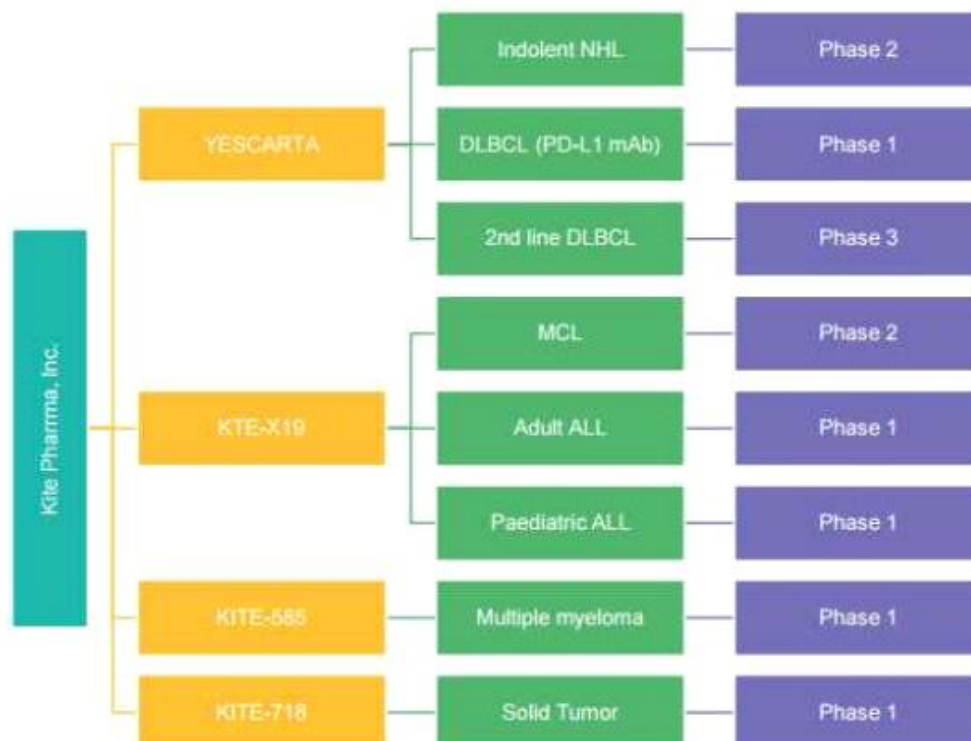 Kite Pharrma, Inc.
YESCARTA
Indolent NHL
Phase 2
DLBCL (PD-L1 mAb)
Phase 1
2nd line DLBCL
Phase 3
KTE-X19
MCL
Phase 2
Adult ALL
Phase 1
Paediatric ALL
Phase 1
KITE-585
Multiple myeloma
Phase 1
KITE-718
Solid Tumor
Phase 1